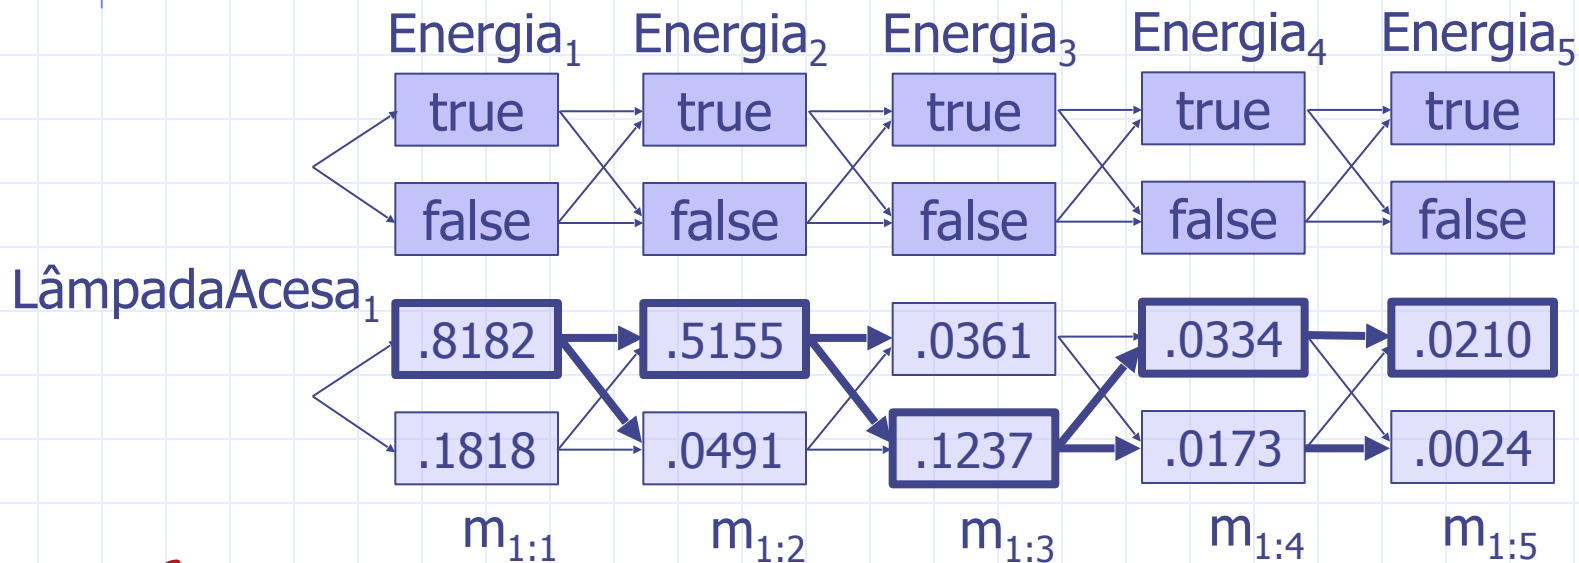 Energia₁ Energia₂ Energia₃ Energia₄ Energia₅
true true true true true
false false false false false
LâmpadaAcesa₁
.8182 .5155 .0361 .0334 .0210
.1818 .0491 .1237 .0173 .0024
m₁:₁ m₁:₂ m₁:₃ m₁:₄ m₁:₅